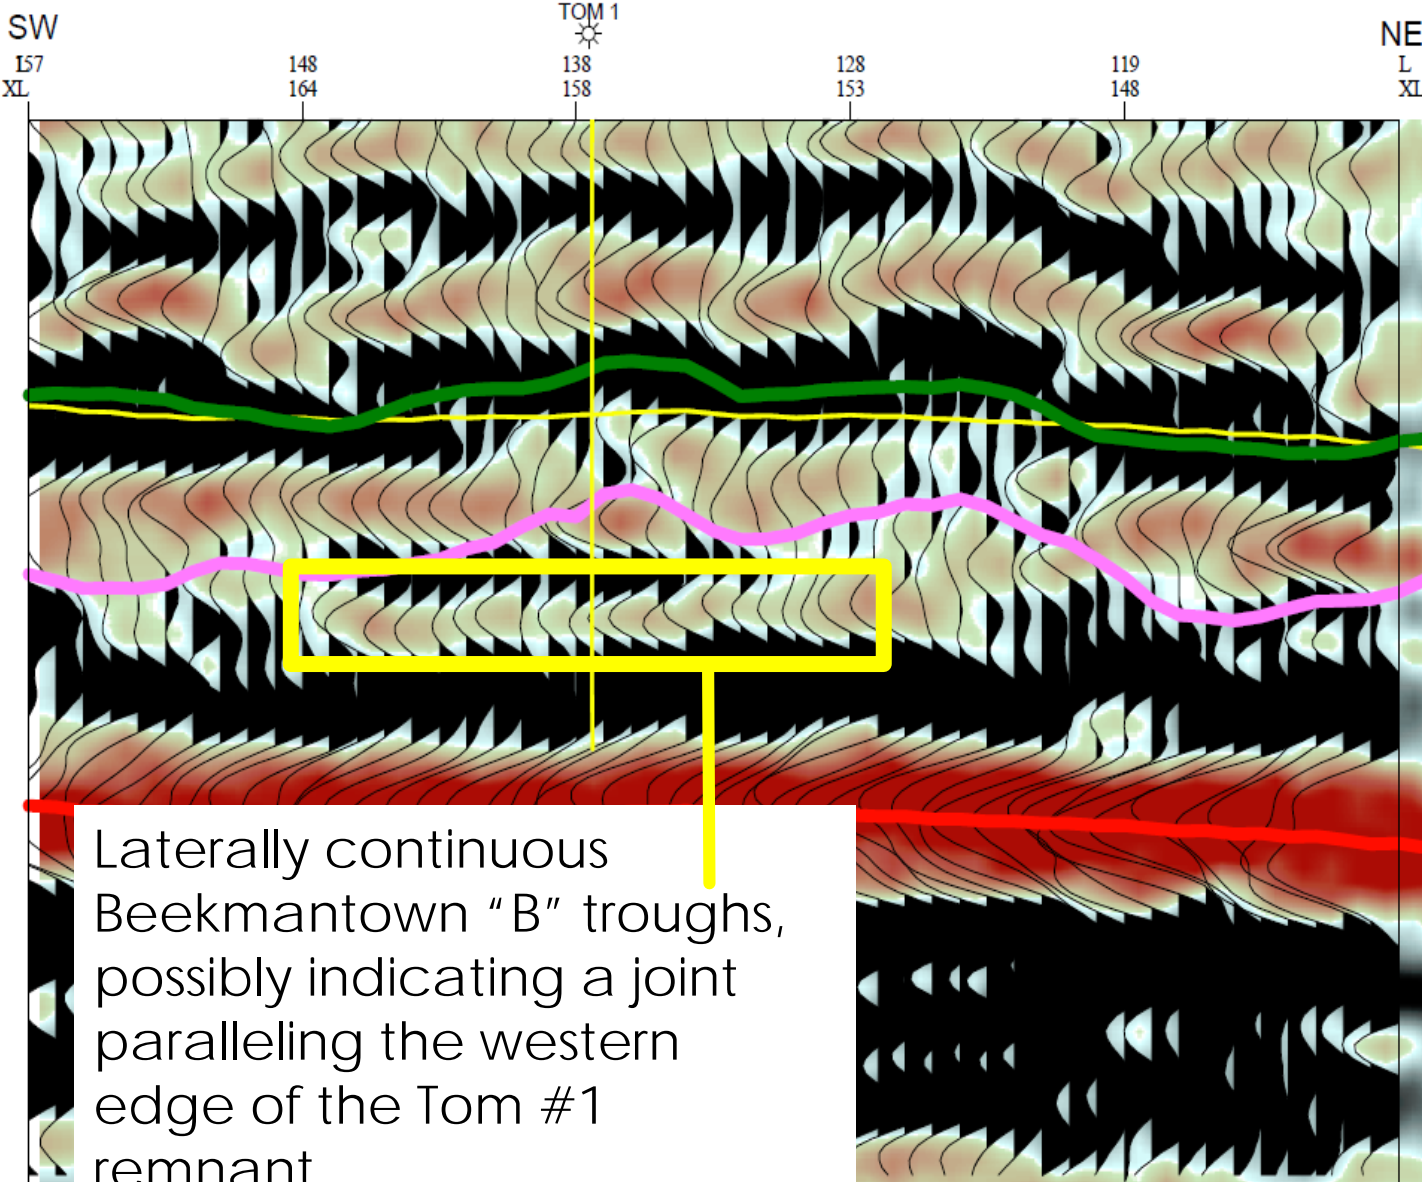 TOM 1
SW
NE
L
157
148
138
128
119
L
XL
164
158
153
148
XL
Laterally continuous
Beekmantown “B” troughs,
possibly indicating a joint
paralleling the western
edge of the Tom #1
remnant